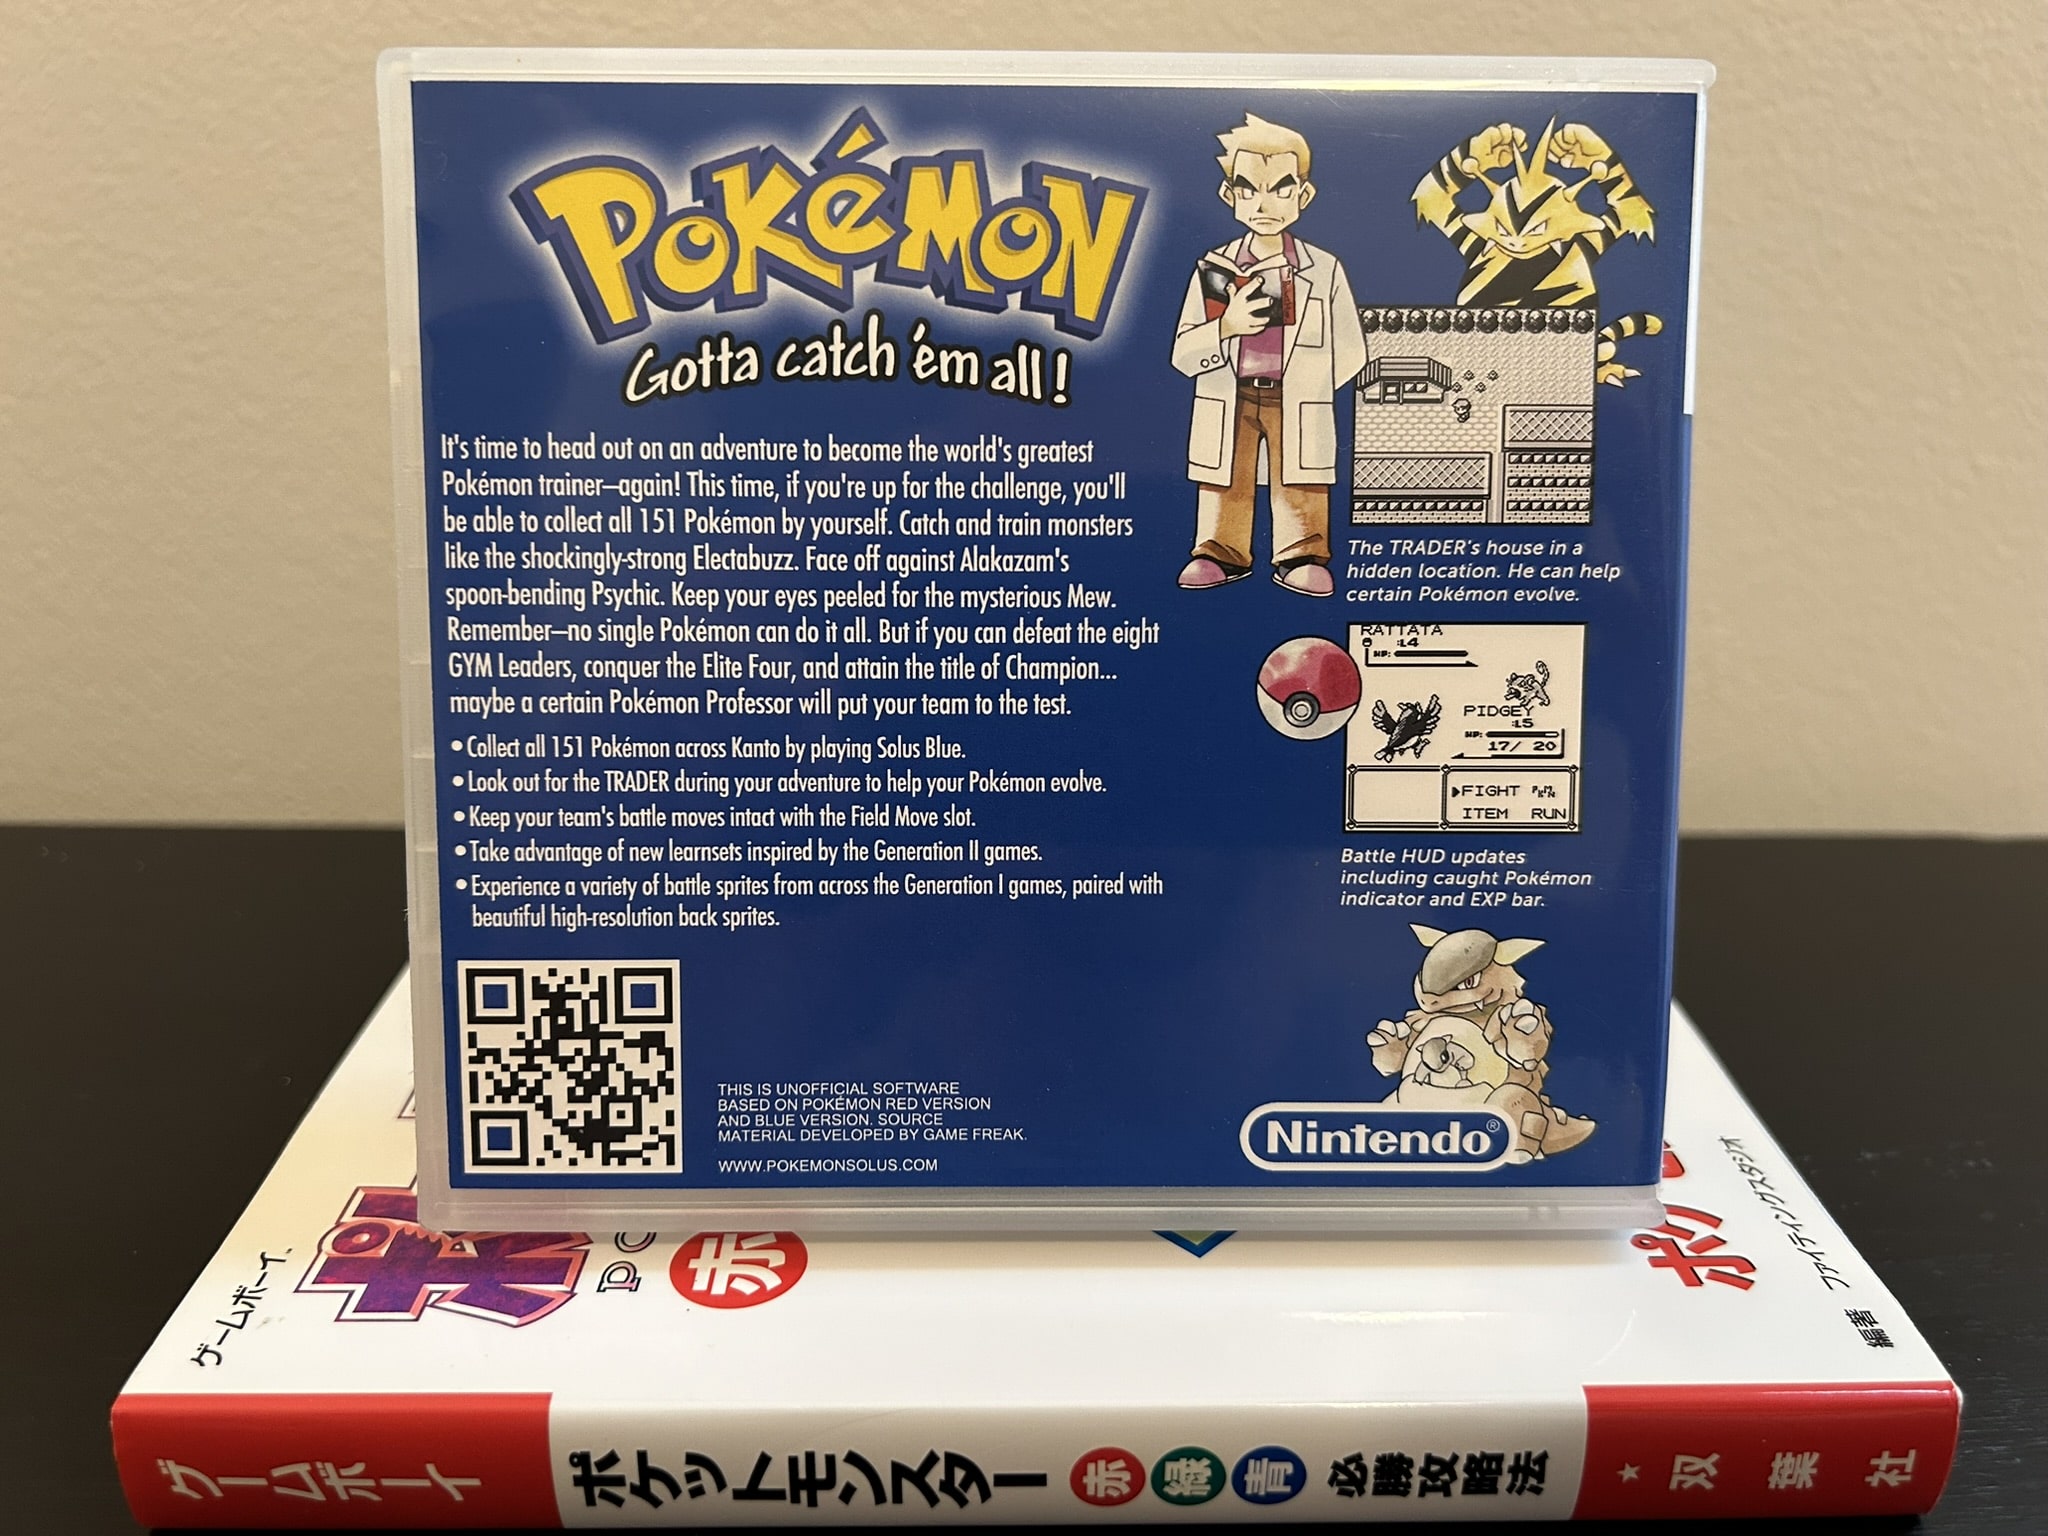 POKéMON
Gotta catch 'em all!
It's time to head out on an adventure to become the world's greatest
Pokémon trainer—again! This time, if you're up for the challenge, you'll
be able to collect all 151 Pokémon by yourself. Catch and train monsters
like the shockingly-strong Electabuzz. Face off against Alakazam's
spoon-bending Psychic. Keep your eyes peeled for the mysterious Mew.
Remember—no single Pokémon can do it all. But if you can defeat the eight
GYM Leaders, conquer the Elite Four, and attain the title of Champion...
maybe a certain Pokémon Professor will put your team to the test.
• Collect all 151 Pokémon across Kanto by playing Solus Blue.
• Look out for the TRADER during your adventure to help your Pokémon evolve.
• Keep your team's battle moves intact with the Field Move slot.
• Take advantage of new learnsets inspired by the Generation II games.
• Experience a variety of battle sprites from across the Generation I games, paired with
beautiful high-resolution back sprites.
THIS IS UNOFFICIAL SOFTWARE
BASED ON POKÉMON RED VERSION
AND BLUE VERSION. SOURCE
MATERIAL DEVELOPED BY GAME FREAK.
WWW.POKEMONSOLUS.COM
The TRADER's house in a
hidden location. He can help
certain Pokémon evolve.
RATTATA
:L4
HP:
PIDGEY
:L5
HP:
17/ 20
▶FIGHT PKMN
ITEM RUN
Battle HUD updates
including caught Pokémon
indicator and EXP bar.
Nintendo®
ゲームボーイ
ポ
赤
ファイティングスタジオ
編著
ゲームボーイ
ポケットモンスター 赤 緑 青 必勝攻略法
★ 双葉社